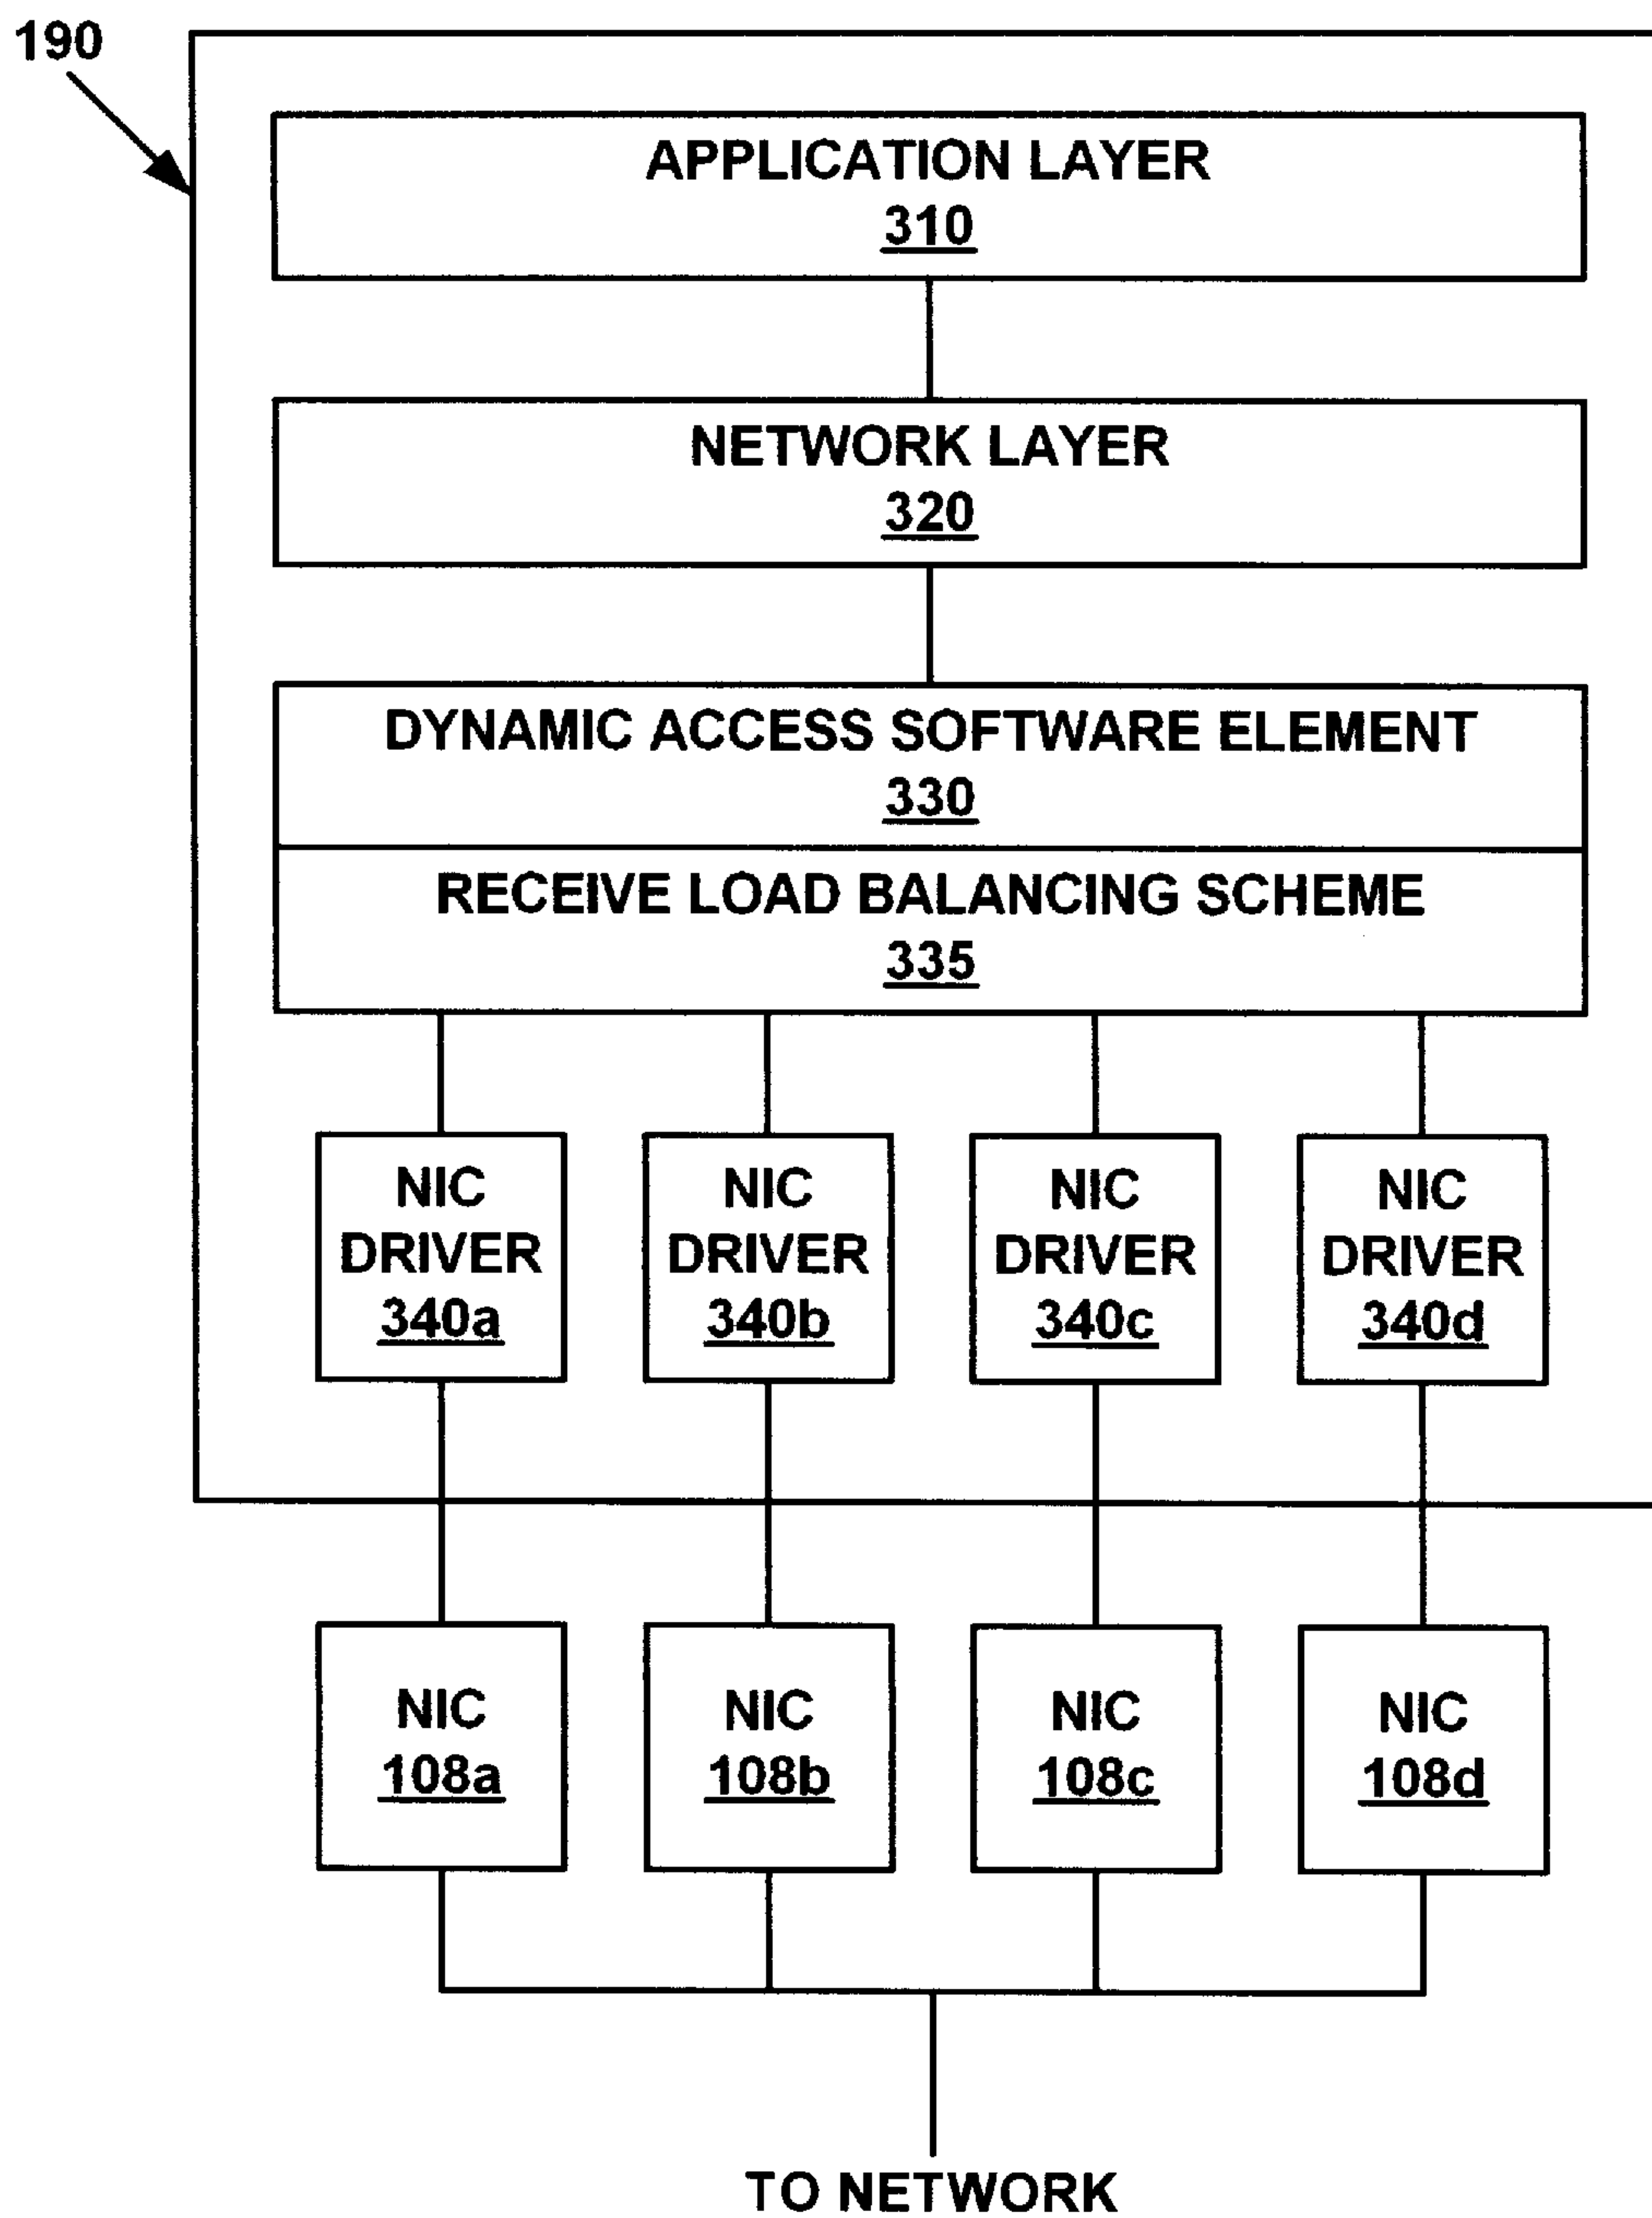 190
APPLICATION LAYER
310
NETWORK LAYER
320
DYNAMIC ACCESS SOFTWARE ELEMENT
330
RECEIVE LOAD BALANCING SCHEME
335
NIC
DRIVER
340a
NIC
DRIVER
340b
NIC
DRIVER
340c
NIC
DRIVER
340d
NIC
108a
NIC
108b
NIC
108c
NIC
108d
TO NETWORK